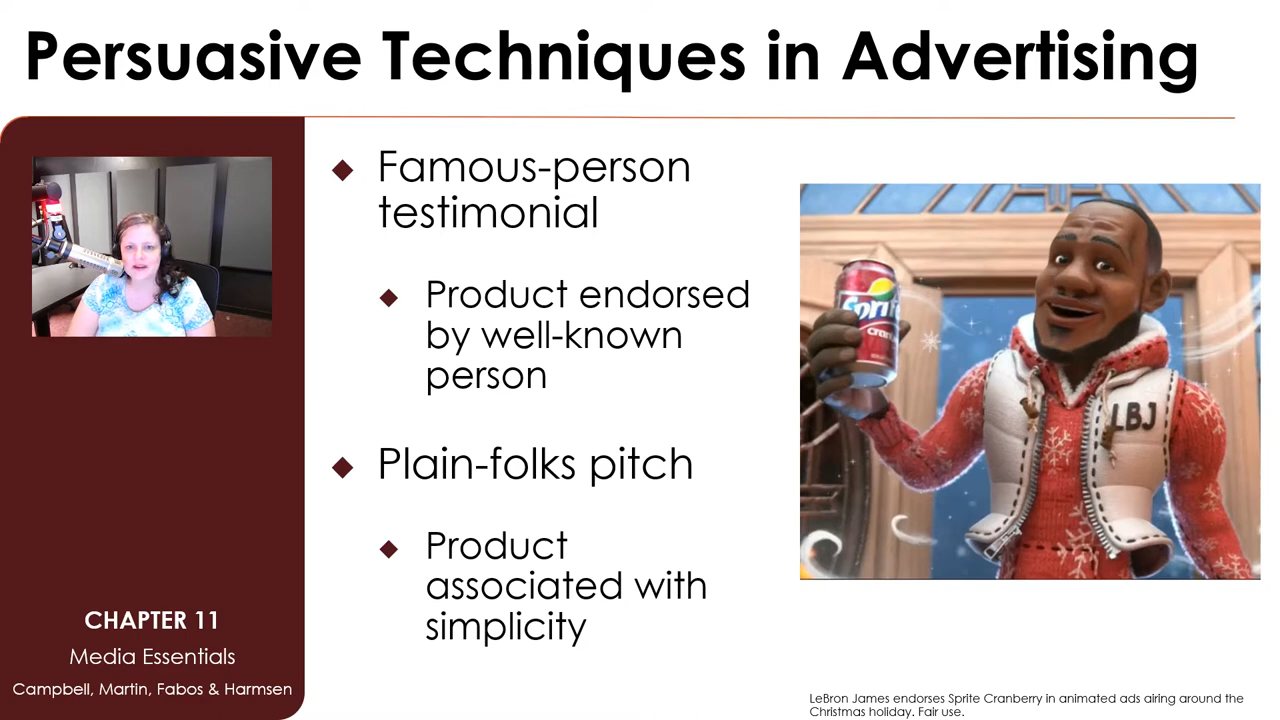 Persuasive Techniques in Advertising
Famous-person
testimonial
Product endorsed
by well-known
person
Plain-folks pitch
Product
associated with
simplicity
Sprite
LBJ
CHAPTER 11
Media Essentials
Campbell, Martin, Fabos & Harmsen
LeBron James endorses Sprite Cranberry in animated ads airing around the
Christmas holiday. Fair use.